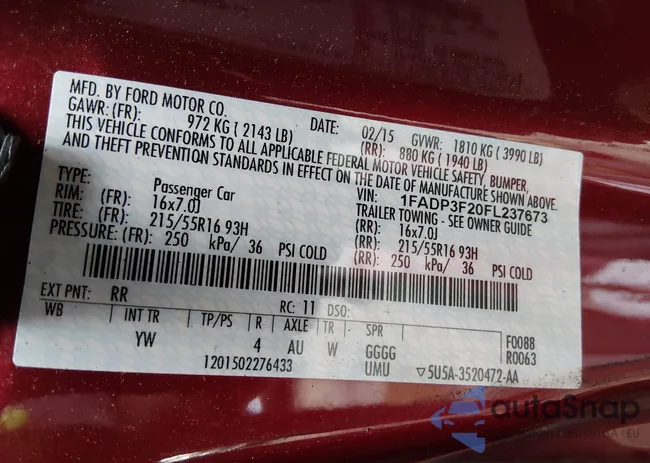 MFD. BY FORD MOTOR CO.
DATE: 02/15 GVWR: 1810 KG ( 3990 LB)
GAWR: (FR): 972 KG ( 2143 LB) (RR): 880 KG ( 1940 LB)
THIS VEHICLE CONFORMS TO ALL APPLICABLE FEDERAL MOTOR VEHICLE SAFETY, BUMPER,
AND THEFT PREVENTION STANDARDS IN EFFECT ON THE DATE OF MANUFACTURE SHOWN ABOVE.
VIN: 1FADP3F20FL237673
TYPE: Passenger Car TRAILER TOWING - SEE OWNER GUIDE
RIM: (FR): 16x7.0J (RR): 16x7.0J
TIRE: (FR): 215/55R16 93H (RR): 215/55R16 93H
PRESSURE: (FR): 250 kPa/ 36 PSI COLD (RR): 250 kPa/ 36 PSI COLD
EXT PNT: RR RC: 11 DSO:
WB INT TR TP/PS R AXLE TR SPR F0088
YW 4 AU W GGGG R0063
1201502276433 UMU ▽5U5A-3520472-AA
autoSnap